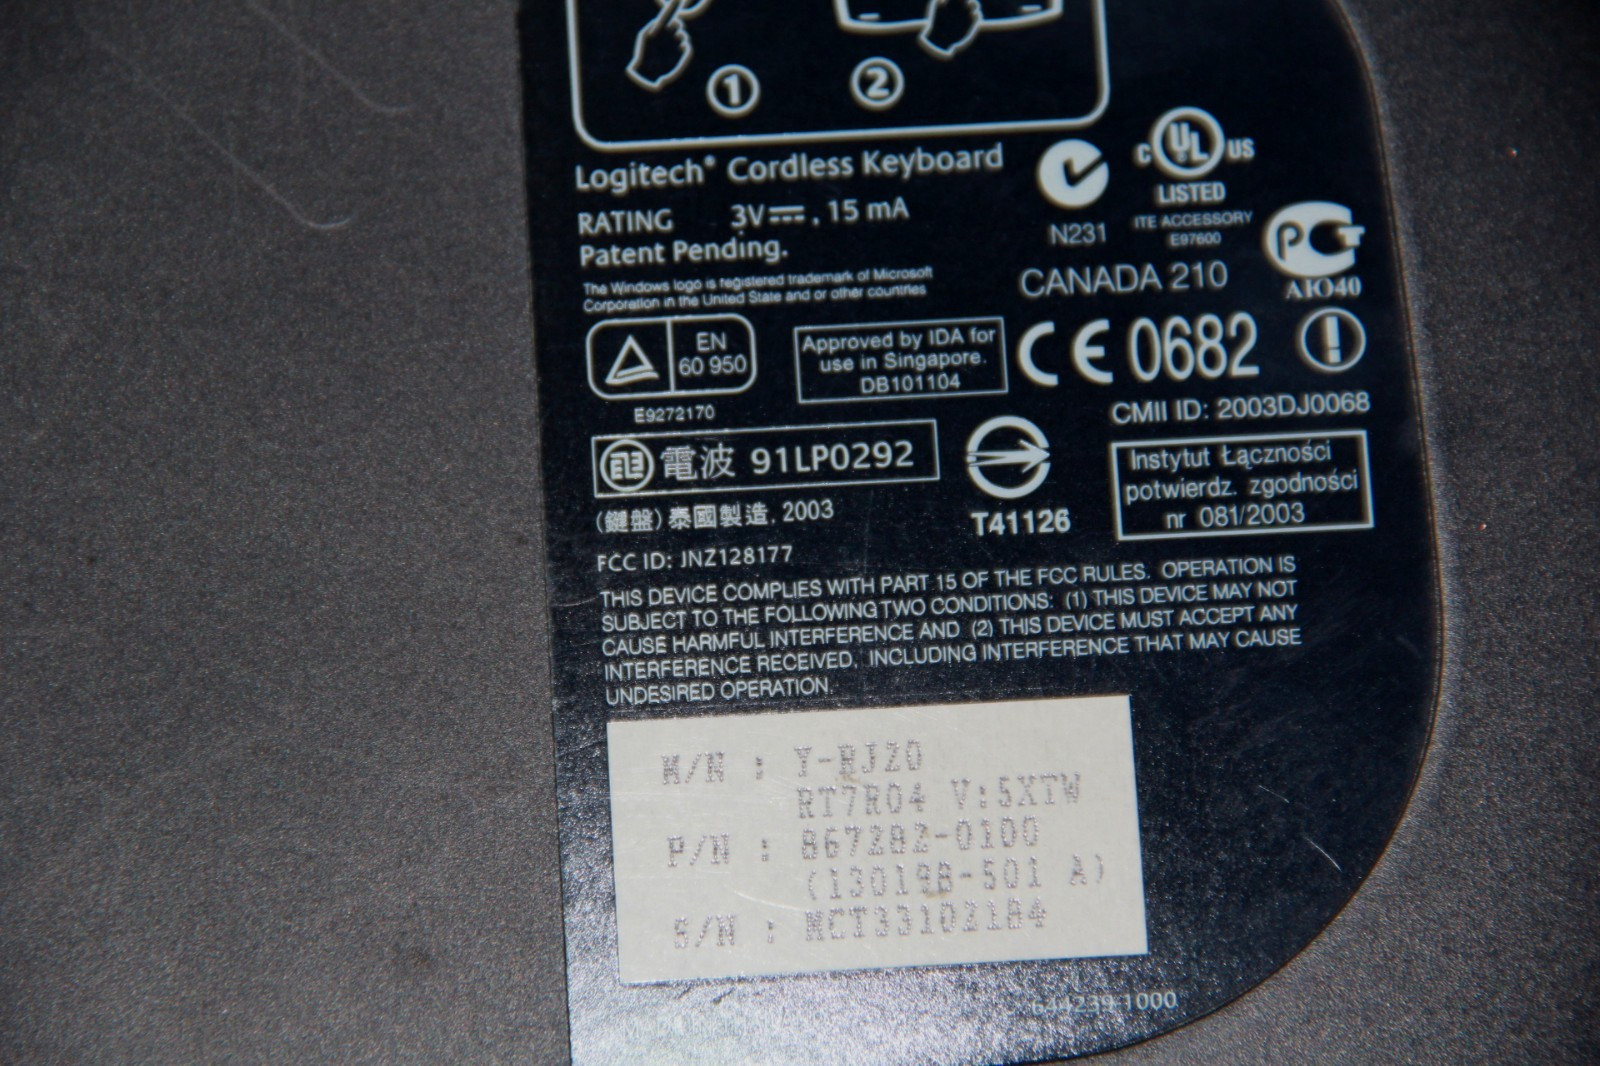 1 2
Logitech® Cordless Keyboard
RATING 3V⎓, 15 mA
Patent Pending.
The Windows logo is registered trademark of Microsoft
Corporation in the United State and or other countries
N231
C UL US
LISTED
ITE ACCESSORY
E97600
CANADA 210
AIO40
EN
60 950
E9272170
Approved by IDA for
use in Singapore.
DB101104
CE 0682
CMII ID: 2003DJ0068
電波 91LP0292
T41126
Instytut Łączności
potwierdz. zgodności
nr 081/2003
(鍵盤) 泰國製造, 2003
FCC ID: JNZ128177
THIS DEVICE COMPLIES WITH PART 15 OF THE FCC RULES. OPERATION IS
SUBJECT TO THE FOLLOWING TWO CONDITIONS: (1) THIS DEVICE MAY NOT
CAUSE HARMFUL INTERFERENCE AND (2) THIS DEVICE MUST ACCEPT ANY
INTERFERENCE RECEIVED, INCLUDING INTERFERENCE THAT MAY CAUSE
UNDESIRED OPERATION.
M/N : Y-RJ20
RT7R04 V:5XTW
P/N : 867282-0100
S/N : MCT33102184
1000